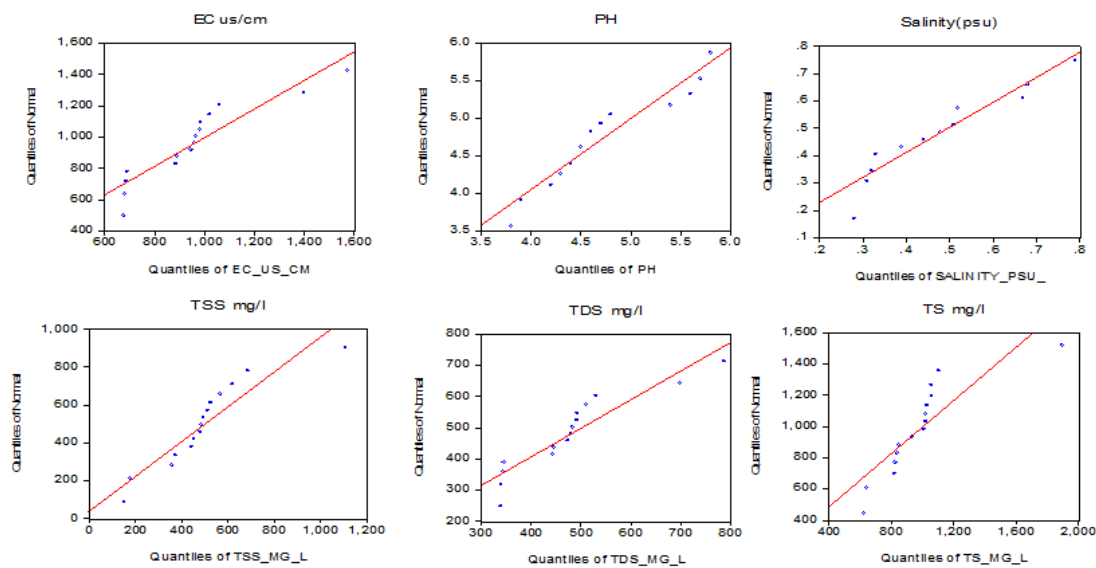 EC us/cm
1,600
1,400
1,200
1,000
800
600
400
Quantiles of Normal
600 800 1,000 1,200 1,400 1,600
Quantiles of EC_US_CM
PH
6.0
5.5
5.0
4.5
4.0
3.5
Quantiles of Normal
3.5 4.0 4.5 5.0 5.5 6.0
Quantiles of PH
Salinity(psu)
.8
.7
.6
.5
.4
.3
.2
.1
Quantiles of Normal
.2 .3 .4 .5 .6 .7 .8
Quantiles of SALINITY_PSU_
TSS mg/l
1,000
800
600
400
200
0
Quantiles of Normal
0 200 400 600 800 1,000 1,200
Quantiles of TSS_MG_L
TDS mg/l
800
700
600
500
400
300
200
Quantiles of Normal
300 400 500 600 700 800
Quantiles of TDS_MG_L
TS mg/l
1,600
1,400
1,200
1,000
800
600
400
Quantiles of Normal
400 800 1,200 1,600 2,000
Quantiles of TS_MG_L